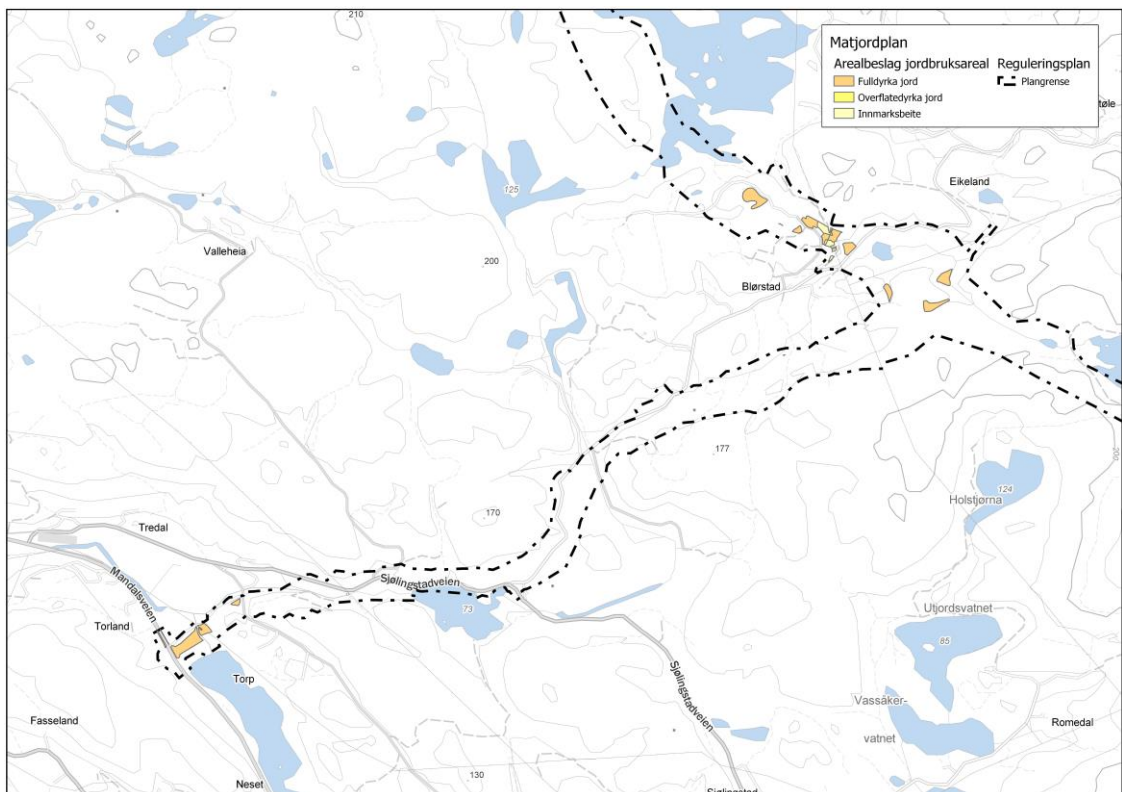 210
Matjordplan
Arealbeslag jordbruksareal
Fulldyrka jord
Overflatedyrka jord
Innmarksbeite
Reguleringsplan
Plangrense
Eikeland
125
Valleheia
200
Blørstad
177
Holstjørna
124
170
Tredal
Sjølingstadveien
Mandalsveien
73
Torland
Utjordsvatnet
85
Torp
Sjølingstadveien
Fasseland
Vassåker-
vatnet
Romedal
130
Neset